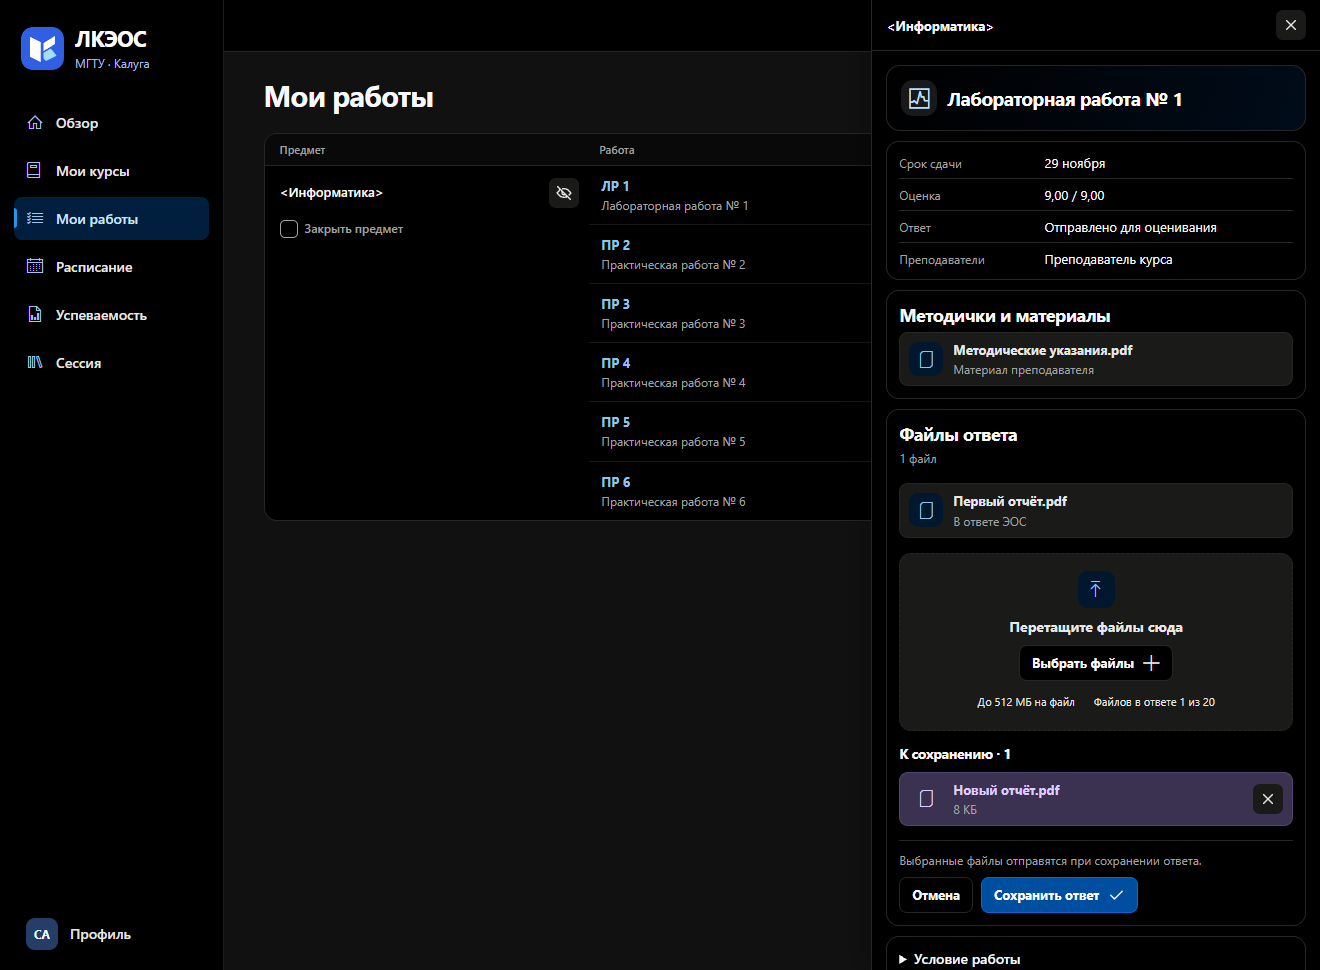 ЛКЭОС
МГТУ · Калуга
Обзор
Мои курсы
Мои работы
Расписание
Успеваемость
Сессия
СА
Профиль
Мои работы
Предмет
Работа
<Информатика>
Закрыть предмет
ЛР 1
Лабораторная работа № 1
ПР 2
Практическая работа № 2
ПР 3
Практическая работа № 3
ПР 4
Практическая работа № 4
ПР 5
Практическая работа № 5
ПР 6
Практическая работа № 6
<Информатика>
Лабораторная работа № 1
Срок сдачи 29 ноября
Оценка 9,00 / 9,00
Ответ Отправлено для оценивания
Преподаватели Преподаватель курса
Методички и материалы
Методические указания.pdf
Материал преподавателя
Файлы ответа
1 файл
Первый отчёт.pdf
В ответе ЭОС
Перетащите файлы сюда
Выбрать файлы
До 512 МБ на файл Файлов в ответе 1 из 20
К сохранению · 1
Новый отчёт.pdf
8 КБ
Выбранные файлы отправятся при сохранении ответа.
Отмена Сохранить ответ
Условие работы